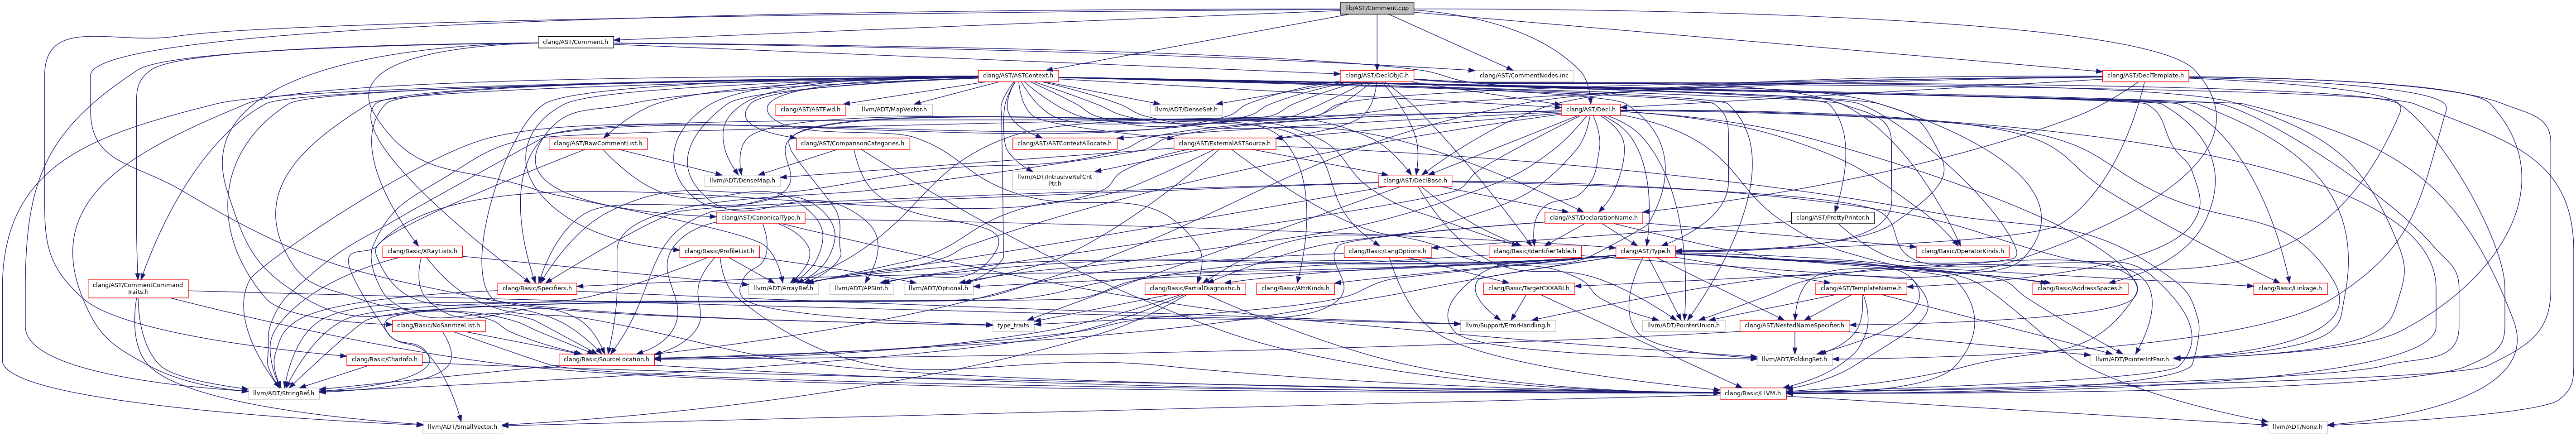 lib/AST/Comment.cpp
clang/AST/Comment.h
clang/AST/ASTContext.h
clang/AST/DeclObjC.h
clang/AST/CommentNodes.inc
clang/AST/DeclTemplate.h
clang/AST/ASTFwd.h
llvm/ADT/MapVector.h
llvm/ADT/DenseSet.h
clang/AST/Decl.h
clang/AST/RawCommentList.h
clang/AST/ComparisonCategories.h
clang/AST/ASTContextAllocate.h
clang/AST/ExternalASTSource.h
llvm/ADT/DenseMap.h
llvm/ADT/IntrusiveRefCnt
Ptr.h
clang/AST/DeclBase.h
clang/AST/CanonicalType.h
clang/AST/DeclarationName.h
clang/AST/PrettyPrinter.h
clang/Basic/XRayLists.h
clang/Basic/ProfileList.h
clang/Basic/LangOptions.h
clang/Basic/IdentifierTable.h
clang/AST/Type.h
clang/Basic/OperatorKinds.h
clang/AST/CommentCommand
Traits.h
clang/Basic/Specifiers.h
llvm/ADT/ArrayRef.h
llvm/ADT/APSInt.h
llvm/ADT/Optional.h
clang/Basic/PartialDiagnostic.h
clang/Basic/AttrKinds.h
clang/Basic/TargetCXXABI.h
clang/AST/TemplateName.h
clang/Basic/AddressSpaces.h
clang/Basic/Linkage.h
clang/Basic/NoSanitizeList.h
type_traits
llvm/Support/ErrorHandling.h
llvm/ADT/PointerUnion.h
clang/AST/NestedNameSpecifier.h
clang/Basic/CharInfo.h
clang/Basic/SourceLocation.h
llvm/ADT/FoldingSet.h
llvm/ADT/PointerIntPair.h
llvm/ADT/StringRef.h
clang/Basic/LLVM.h
llvm/ADT/SmallVector.h
llvm/ADT/None.h